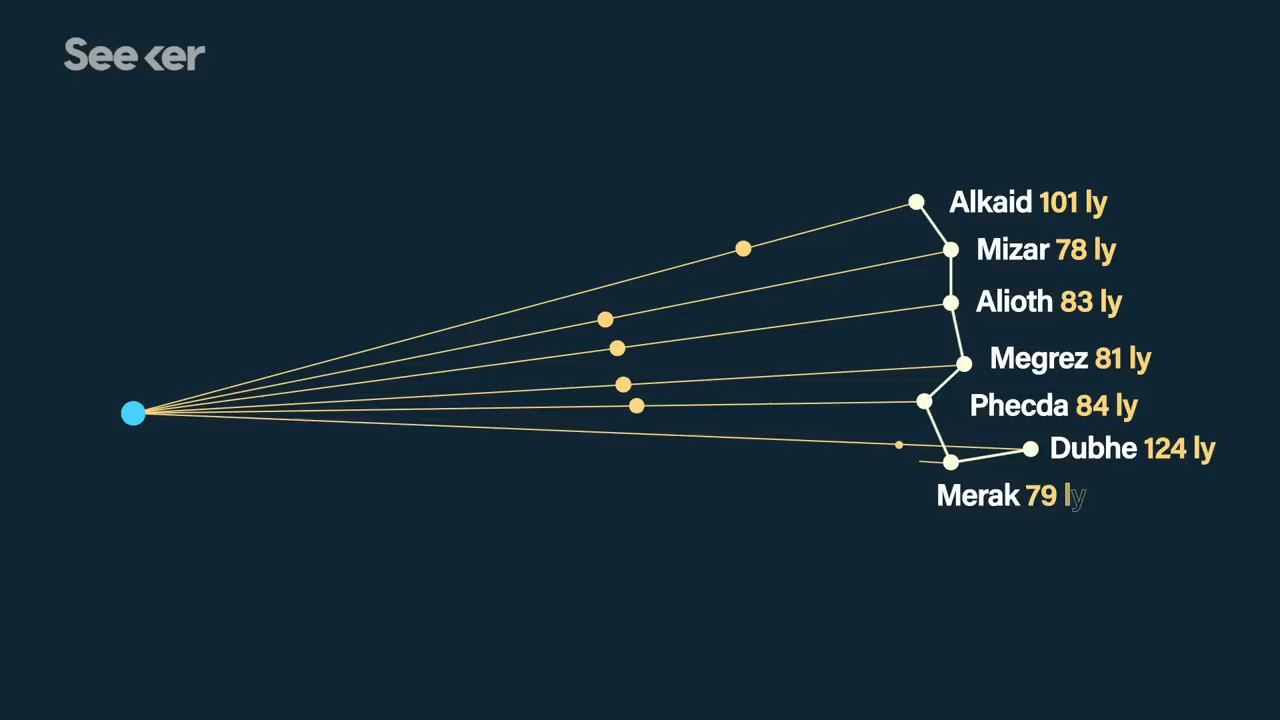 Seeker
Alkaid 101 ly
Mizar 78 ly
Alioth 83 ly
Megrez 81 ly
Phecda 84 ly
Dubhe 124 ly
Merak 79 ly